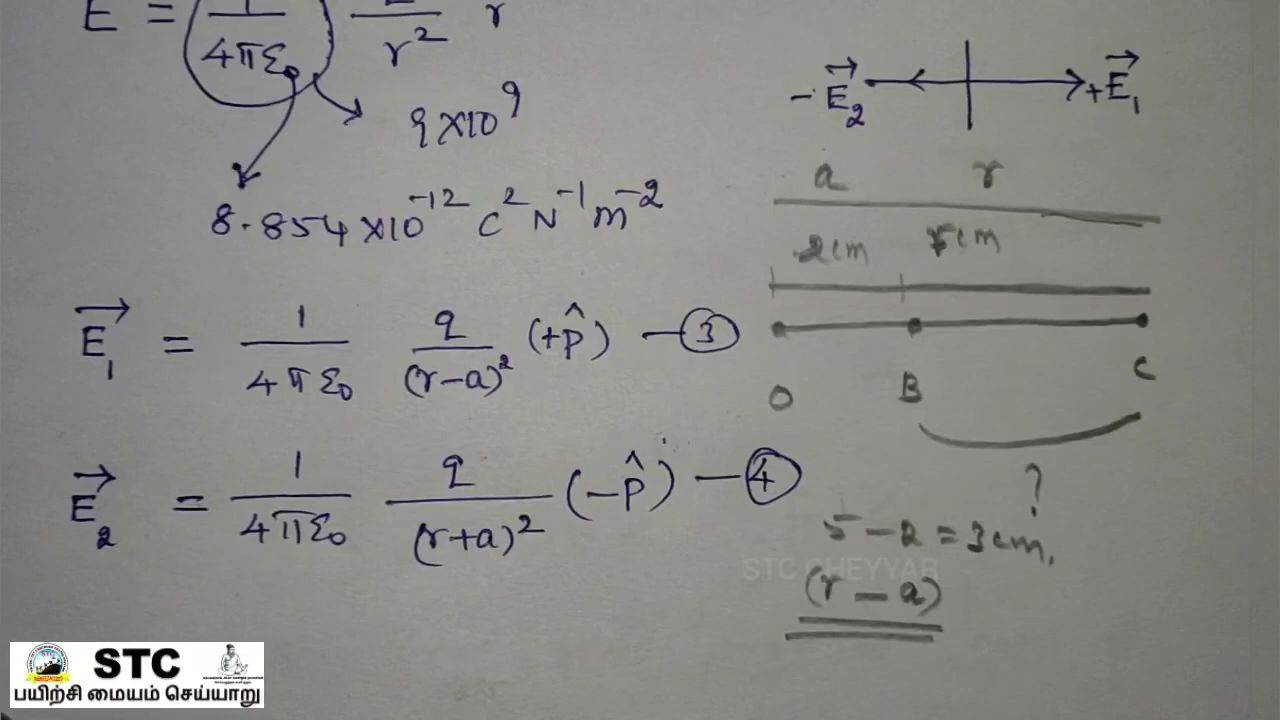 E = 1/4πε₀ r² r
9×10⁹
8.854×10⁻¹² C² N⁻¹ m⁻²
E⃗₁ = 1/4πε₀ q/(r-a)² (+p̂) — ③
E⃗₂ = 1/4πε₀ q/(r+a)² (-p̂) — ④
-E⃗₂ +E⃗₁
a r
2cm 5cm
O B C
?
5-2=3cm.
(r-a)
STC CHEYYAR
STC
பயிற்சி மையம் செய்யாறு